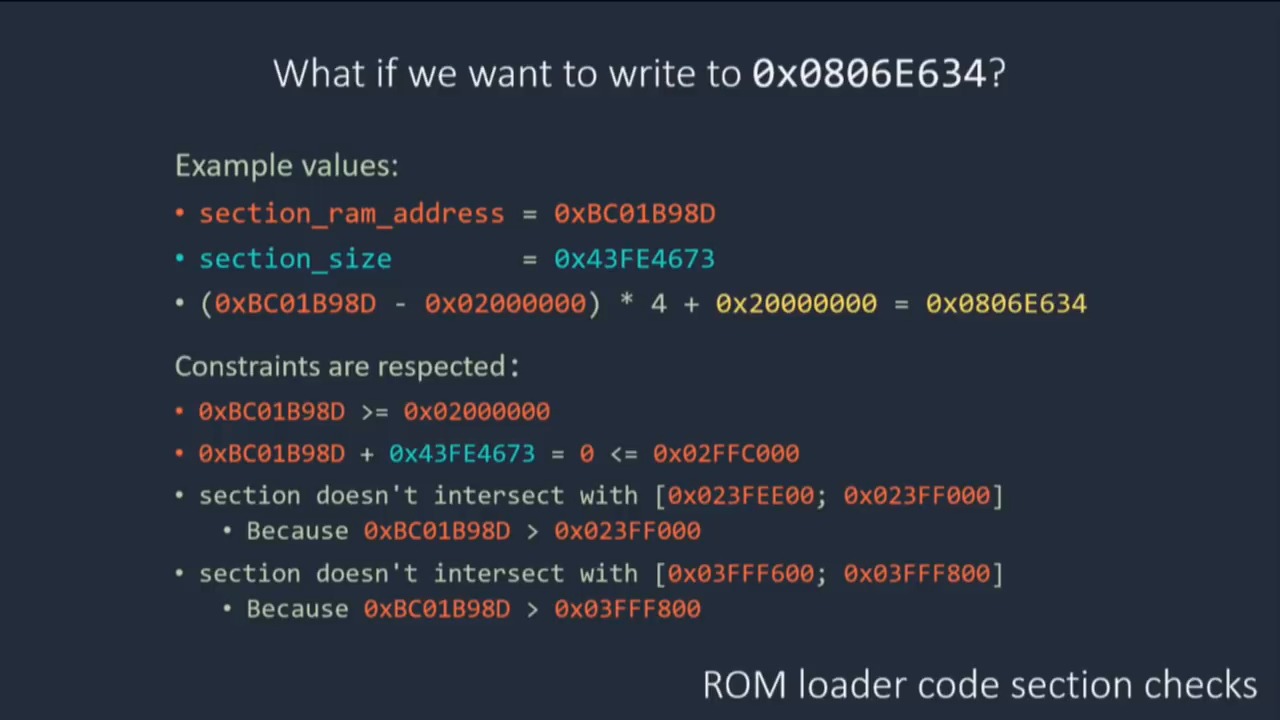 What if we want to write to 0x0806E634?
Example values:
• section_ram_address = 0xBC01B98D
• section_size = 0x43FE4673
• (0xBC01B98D - 0x02000000) * 4 + 0x20000000 = 0x0806E634
Constraints are respected:
• 0xBC01B98D >= 0x02000000
• 0xBC01B98D + 0x43FE4673 = 0 <= 0x02FFC000
• section doesn't intersect with [0x023FEE00; 0x023FF000]
• Because 0xBC01B98D > 0x023FF000
• section doesn't intersect with [0x03FFF600; 0x03FFF800]
• Because 0xBC01B98D > 0x03FFF800
ROM loader code section checks